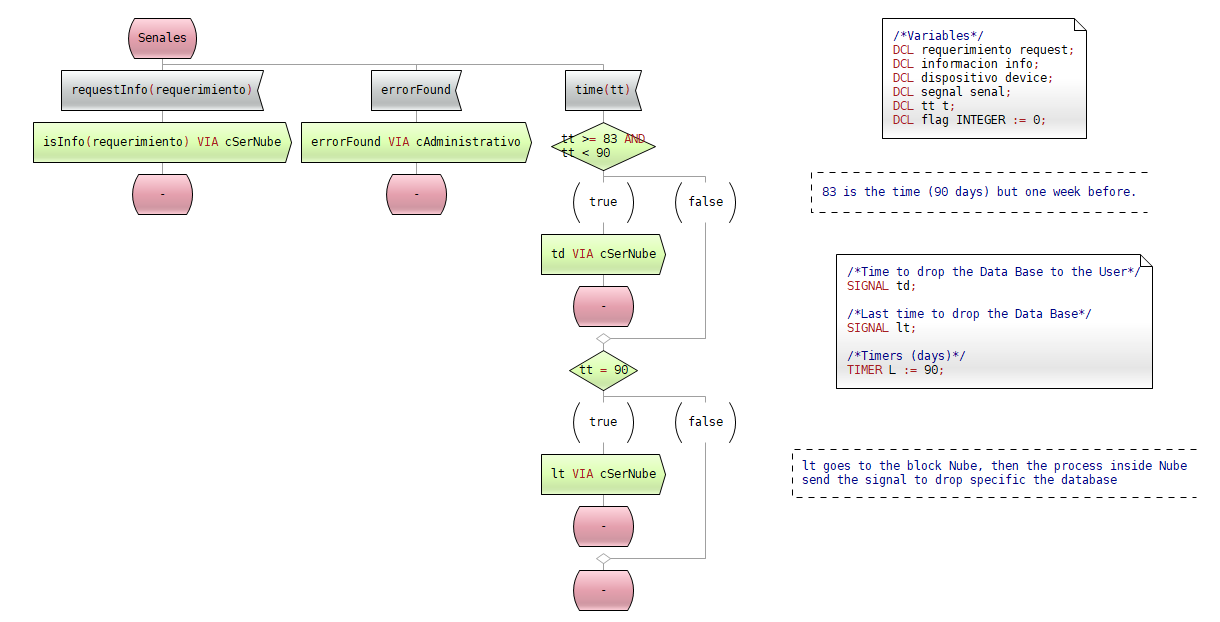 Senales
requestInfo(requerimiento)
isInfo(requerimiento) VIA cSerNube
-
errorFound
errorFound VIA cAdministrativo
-
time(tt)
tt >= 83 AND
tt < 90
true
false
td VIA cSerNube
-
tt = 90
true
false
lt VIA cSerNube
-
-
/*Variables*/
DCL requerimiento request;
DCL informacion info;
DCL dispositivo device;
DCL segnal senal;
DCL tt t;
DCL flag INTEGER := 0;
83 is the time (90 days) but one week before.
/*Time to drop the Data Base to the User*/
SIGNAL td;
/*Last time to drop the Data Base*/
SIGNAL lt;
/*Timers (days)*/
TIMER L := 90;
lt goes to the block Nube, then the process inside Nube
send the signal to drop specific the database